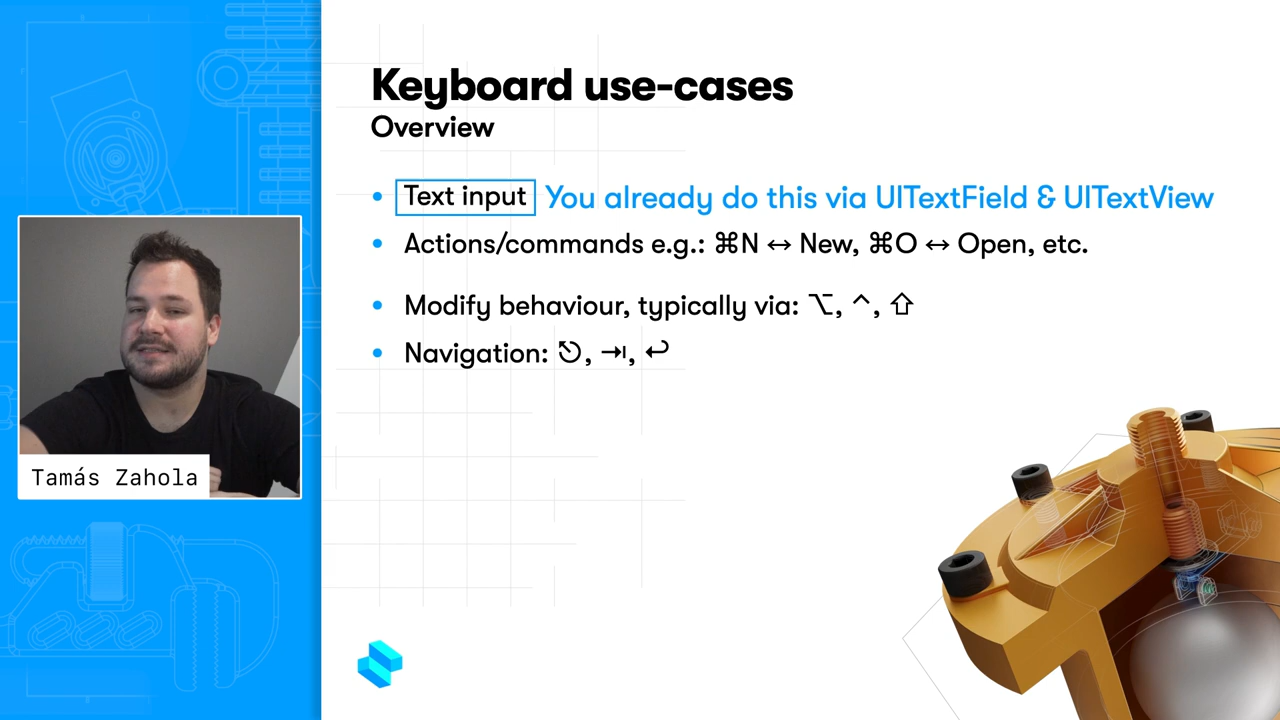 Keyboard use-cases
Overview
• Text input You already do this via UITextField & UITextView
• Actions/commands e.g.: ⌘N ↔ New, ⌘O ↔ Open, etc.
• Modify behaviour, typically via: ⌥, ⌃, ⇧
• Navigation: ⎋, ⇥, ↩
Tamás Zahola